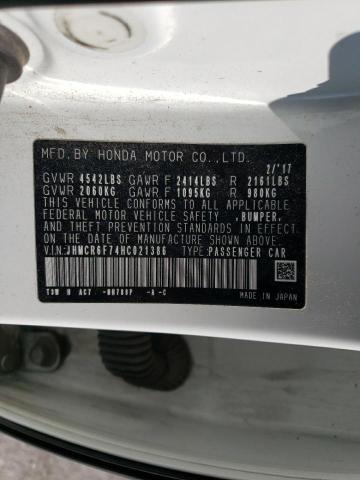 MFD.BY HONDA MOTOR CO.,LTD.
2/'17
GVWR 4542LBS GAWR F 2414LBS R 2161LBS
GVWR 2060KG GAWR F 1095KG R 980KG
THIS VEHICLE CONFORMS TO ALL APPLICABLE
FEDERAL MOTOR VEHICLE SAFETY ,BUMPER,
AND THEFT PREVENTION STANDARDS IN EFFECT
ON THE DATE OF MANUFACTURE SHOWN ABOVE.
VIN:JHMCR6F74HC021386 TYPE:PASSENGER CAR
ACT NH788P -A-C
MADE IN JAPAN